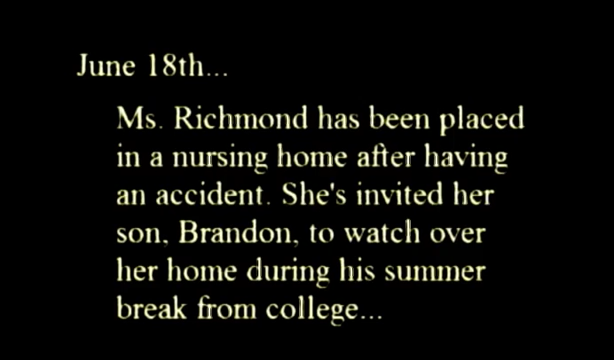 June 18th...
Ms. Richmond has been placed
in a nursing home after having
an accident. She's invited her
son, Brandon, to watch over
her home during his summer
break from college...